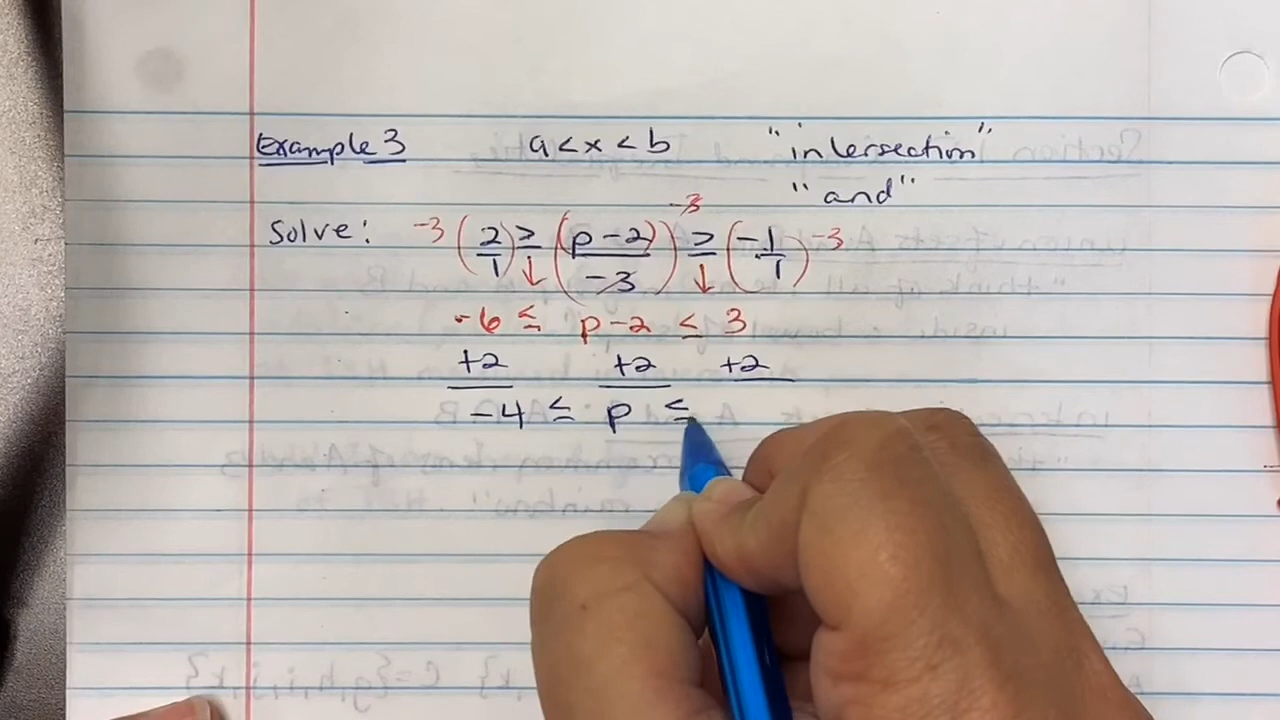 Example 3 a < x < b "intersection"
"and"
Solve: -3 (2/1) ≥ ((p-2)/-3) -3 ≥ (-1/1) -3
↓ ↓
-6 ≤ p-2 ≤ 3
+2 +2 +2
-4 ≤ p ≤